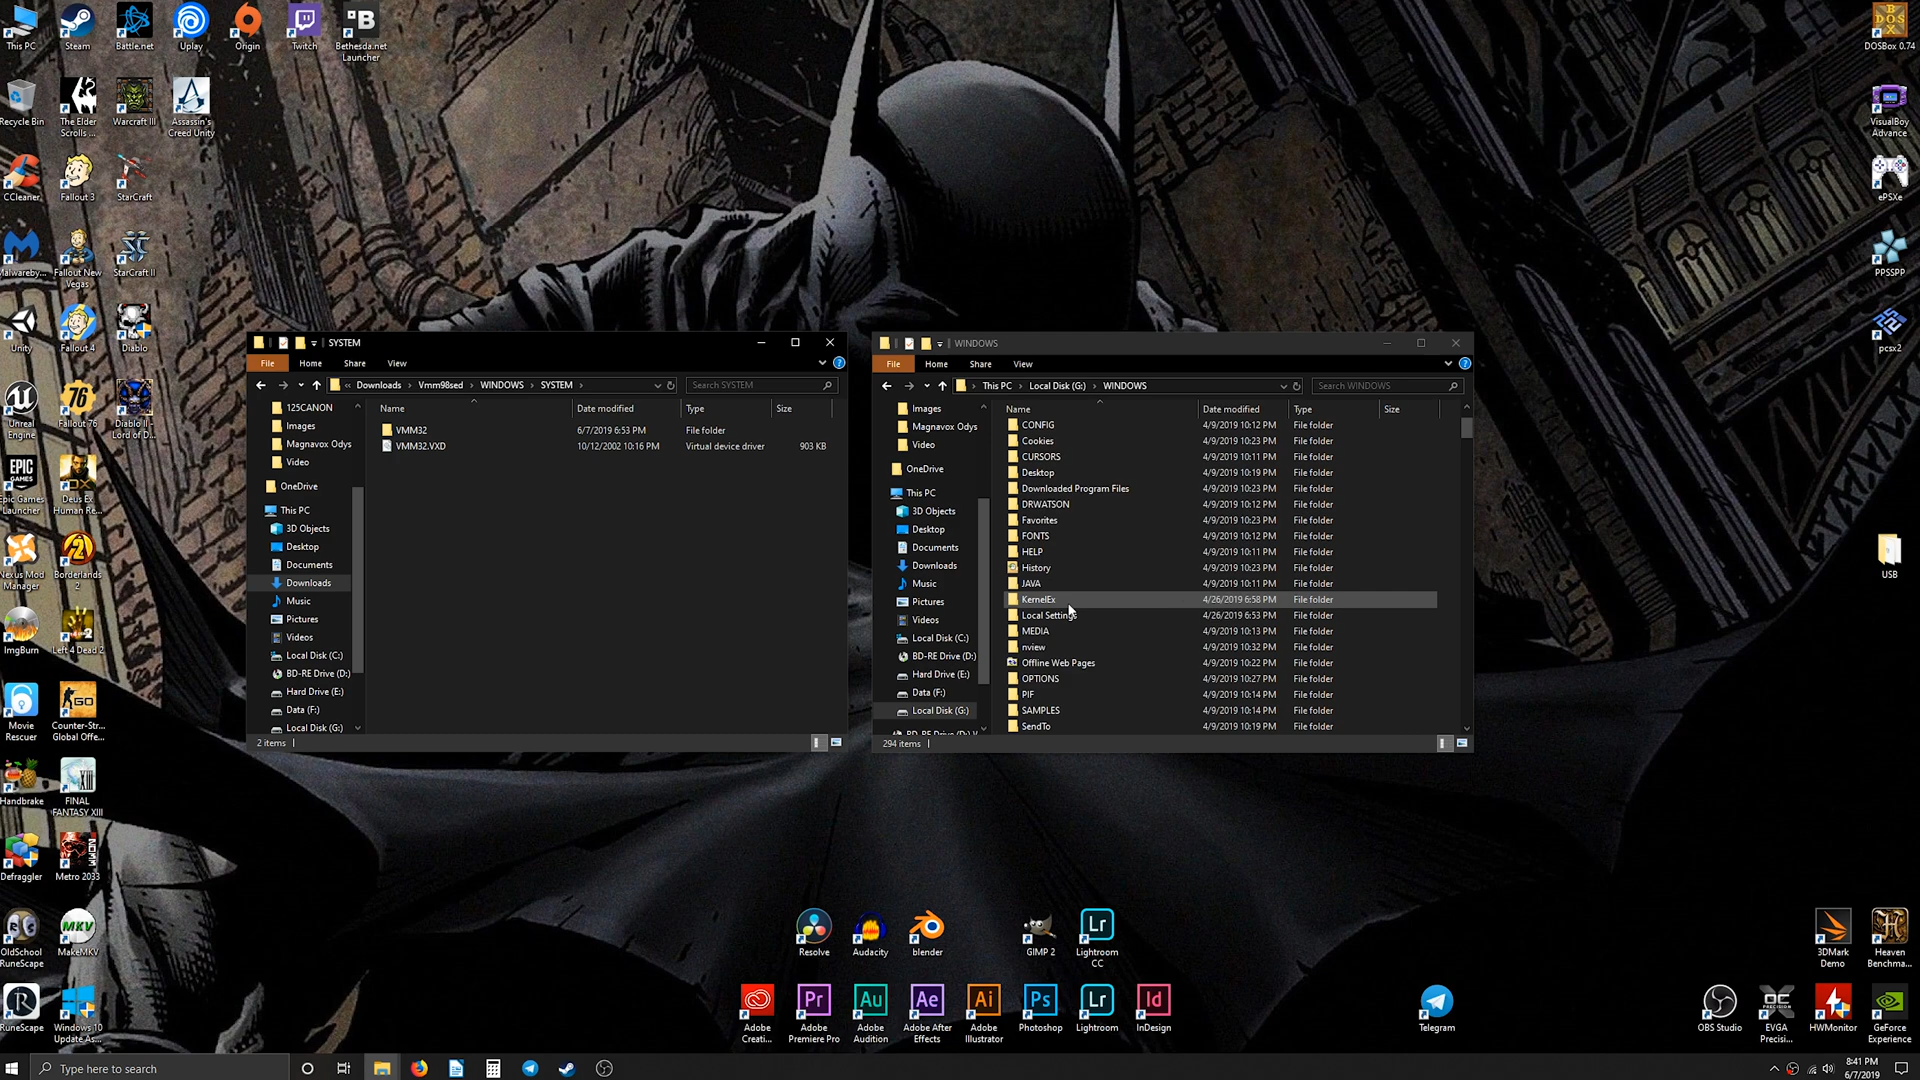 This PC
Steam
Battle.net
Uplay
Origin
Twitch
Bethesda.net
Launcher
B
DOS
X
DOSBox 0.74
Recycle Bin
The Elder
Scrolls ...
Warcraft III
Assassin's
Creed Unity
VisualBoy
Advance
CCleaner
Fallout 3
StarCraft
ePSXe
Malwareby...
Fallout New
Vegas
StarCraft II
PPSSPP
Unity
Fallout 4
Diablo
pcsx2
Unreal
Engine
76
Fallout 76
Diablo II -
Lord of D...
EPIC
GAMES
Epic Games
Launcher
Deus Ex
Human Re...
Nexus Mod
Manager
Borderlands
2
USB
ImgBurn
Left 4 Dead 2
Movie
Rescuer
GO
Counter-Str...
Global Offe...
Handbrake
XIII
FINAL
FANTASY XIII
Defraggler
Metro 2033
OldSchool
RuneScape
MKV
MakeMKV
RuneScape
Windows 10
Update As...
SYSTEM
File
Home
Share
View
« Downloads > Vmm98sed > WINDOWS > SYSTEM >
Search SYSTEM
Name
Date modified
Type
Size
VMM32
6/7/2019 6:53 PM
File folder
VMM32.VXD
10/12/2002 10:16 PM
Virtual device driver
903 KB
125CANON
Images
Magnavox Odys
Video
OneDrive
This PC
3D Objects
Desktop
Documents
Downloads
Music
Pictures
Videos
Local Disk (C:)
BD-RE Drive (D:)
Hard Drive (E:)
Data (F:)
Local Disk (G:)
2 items
WINDOWS
File
Home
Share
View
> This PC > Local Disk (G:) > WINDOWS
Search WINDOWS
Name
Date modified
Type
Size
Images
Magnavox Odys
Video
OneDrive
This PC
3D Objects
Desktop
Documents
Downloads
Music
Pictures
Videos
Local Disk (C:)
BD-RE Drive (D:)
Hard Drive (E:)
Data (F:)
Local Disk (G:)
CONFIG 4/9/2019 10:12 PM File folder
Cookies 4/9/2019 10:23 PM File folder
CURSORS 4/9/2019 10:11 PM File folder
Desktop 4/9/2019 10:19 PM File folder
Downloaded Program Files 4/9/2019 10:23 PM File folder
DRWATSON 4/9/2019 10:12 PM File folder
Favorites 4/9/2019 10:23 PM File folder
FONTS 4/9/2019 10:12 PM File folder
HELP 4/9/2019 10:11 PM File folder
History 4/9/2019 10:23 PM File folder
JAVA 4/9/2019 10:11 PM File folder
KernelEx 4/26/2019 6:58 PM File folder
Local Settings 4/26/2019 6:53 PM File folder
MEDIA 4/9/2019 10:13 PM File folder
nview 4/9/2019 10:32 PM File folder
Offline Web Pages 4/9/2019 10:22 PM File folder
OPTIONS 4/9/2019 10:27 PM File folder
PIF 4/9/2019 10:14 PM File folder
SAMPLES 4/9/2019 10:14 PM File folder
SendTo 4/9/2019 10:19 PM File folder
294 items
Resolve
Audacity
blender
GIMP 2
Lr
Lightroom
CC
Adobe
Creati...
Pr
Adobe
Premiere Pro
Au
Adobe
Audition
Ae
Adobe After
Effects
Ai
Adobe
Illustrator
Ps
Photoshop
Lr
Lightroom
Id
InDesign
Telegram
3DMark
Demo
Heaven
Benchma...
OBS Studio
OC
EVGA
Precisi...
HWMonitor
GeForce
Experience
Type here to search
8:41 PM
6/7/2019